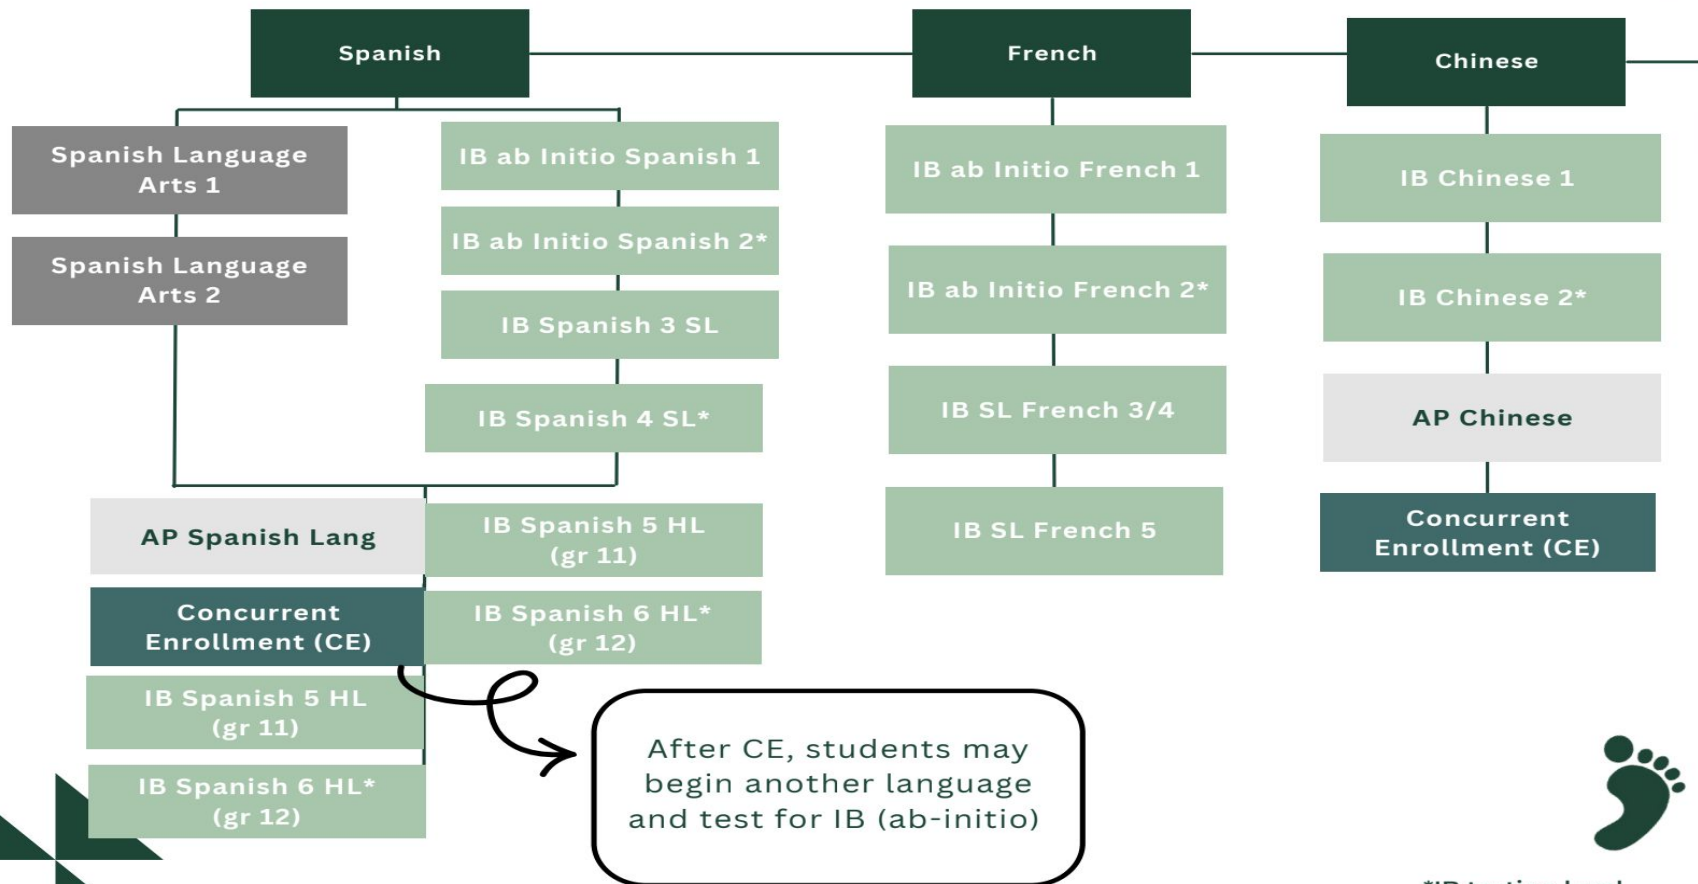 Spanish
French
Chinese
Spanish Language
Arts 1
Spanish Language
Arts 2
IB ab Initio Spanish 1
IB ab Initio Spanish 2*
IB Spanish 3 SL
IB Spanish 4 SL*
AP Spanish Lang
Concurrent
Enrollment (CE)
IB Spanish 5 HL
(gr 11)
IB Spanish 6 HL*
(gr 12)
IB Spanish 5 HL
(gr 11)
IB Spanish 6 HL*
(gr 12)
After CE, students may
begin another language
and test for IB (ab-initio)
IB ab Initio French 1
IB ab Initio French 2*
IB SL French 3/4
IB SL French 5
IB Chinese 1
IB Chinese 2*
AP Chinese
Concurrent
Enrollment (CE)